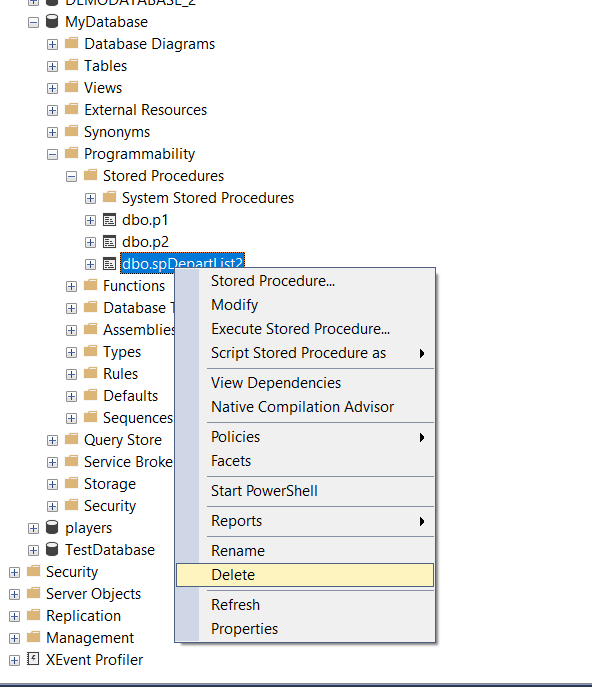 DEMODATABASE_2
MyDatabase
Database Diagrams
Tables
Views
External Resources
Synonyms
Programmability
Stored Procedures
System Stored Procedures
dbo.p1
dbo.p2
dbo.spDepartList2
Functions
Database T
Assemblies
Types
Rules
Defaults
Sequences
Query Store
Service Broke
Storage
Security
players
TestDatabase
Security
Server Objects
Replication
Management
XEvent Profiler
Stored Procedure...
Modify
Execute Stored Procedure...
Script Stored Procedure as
View Dependencies
Native Compilation Advisor
Policies
Facets
Start PowerShell
Reports
Rename
Delete
Refresh
Properties